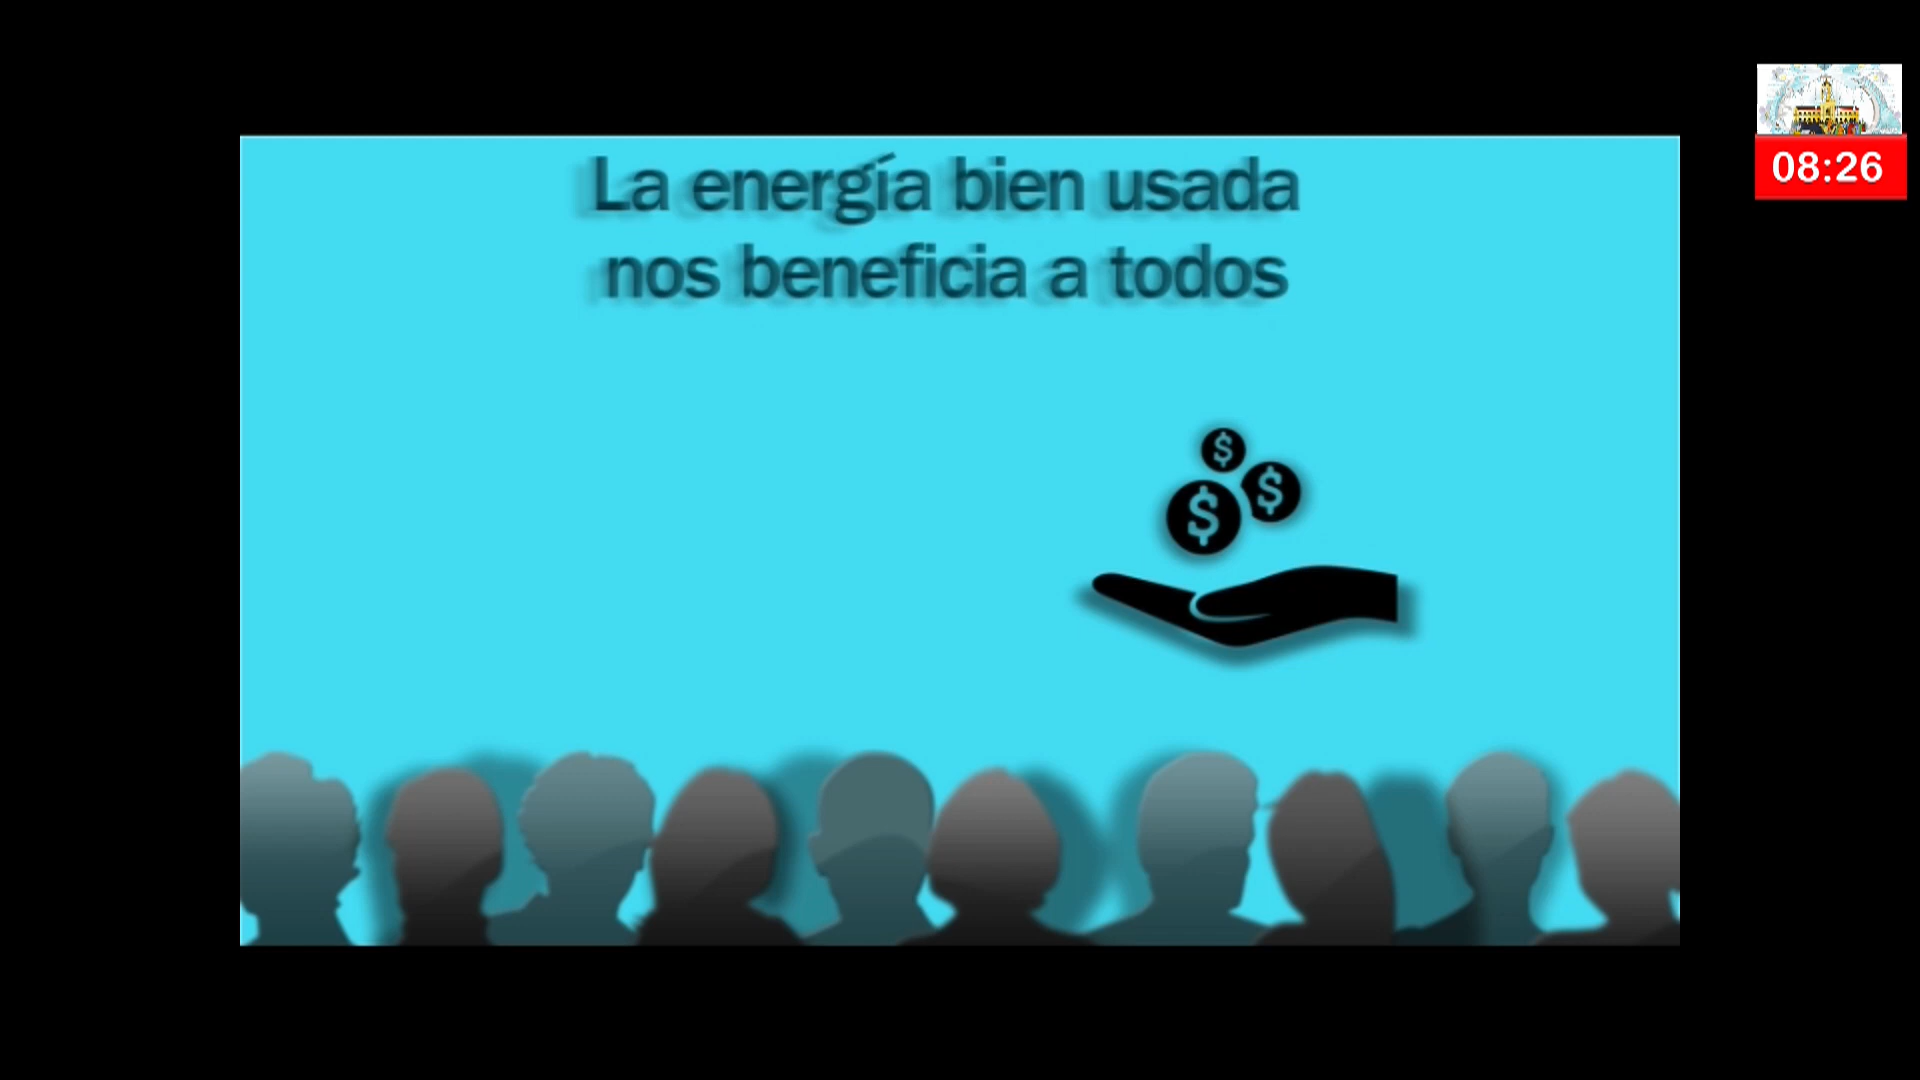 La energía bien usada
nos beneficia a todos
08:26
$
$
$